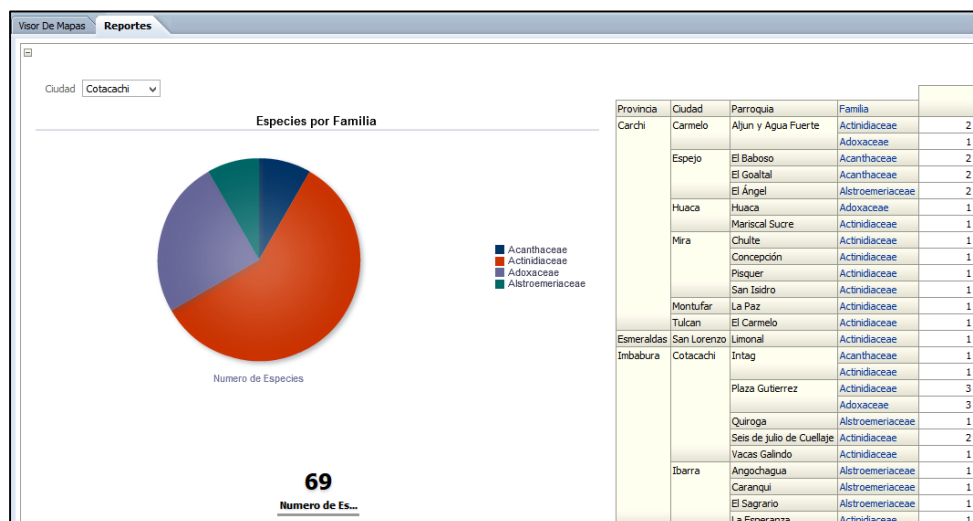 Visor De Mapas Reportes
Ciudad Cotacachi
Especies por Familia
Acanthaceae
Actinidiaceae
Adoxaceae
Alstroemeriaceae
Numero de Especies
69
Numero de Es...
Provincia Ciudad Parroquia Familia
Carchi Carmelo Aljun y Agua Fuerte Actinidiaceae 2
Adoxaceae 1
Espejo El Baboso Acanthaceae 2
El Goaltal Acanthaceae 2
El Ángel Alstroemeriaceae 2
Huaca Huaca Adoxaceae 1
Mariscal Sucre Actinidiaceae 1
Mira Chulte Actinidiaceae 1
Concepción Actinidiaceae 1
Pisquer Actinidiaceae 1
San Isidro Actinidiaceae 1
Montufar La Paz Actinidiaceae 1
Tulcan El Carmelo Actinidiaceae 1
Esmeraldas San Lorenzo Limonal Actinidiaceae 1
Imbabura Cotacachi Intag Acanthaceae 1
Actinidiaceae 1
Plaza Gutierrez Actinidiaceae 3
Adoxaceae 3
Quiroga Alstroemeriaceae 1
Seis de julio de Cuellaje Actinidiaceae 2
Vacas Galindo Actinidiaceae 1
Ibarra Angochagua Alstroemeriaceae 1
Caranqui Alstroemeriaceae 1
El Sagrario Alstroemeriaceae 1
La Esperanza Actinidiaceae 1